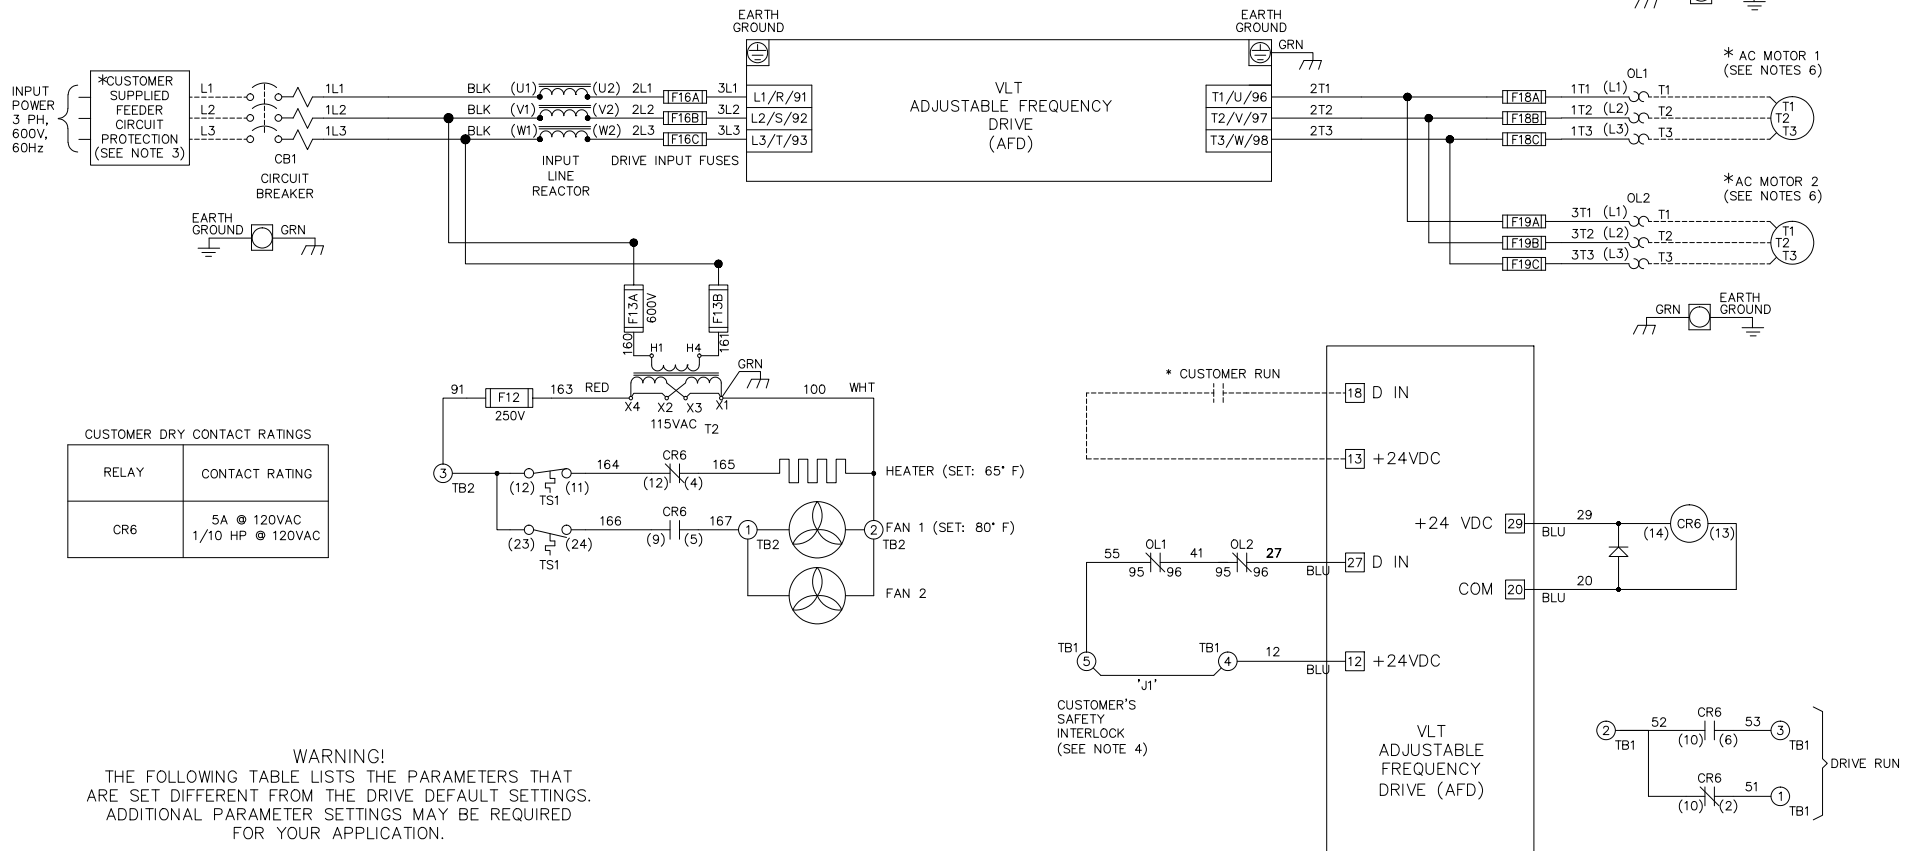 EARTH
GROUND
VLT
ADJUSTABLE FREQUENCY
DRIVE
(AFD)
EARTH
GROUND
GRN
INPUT
POWER
3 PH,
600V,
60Hz
*CUSTOMER
SUPPLIED
FEEDER
CIRCUIT
PROTECTION
(SEE NOTE 3)
L1 1L1 BLK (U1) (U2) 2L1 F16A 3L1 L1/R/91
L2 1L2 BLK (V1) (V2) 2L2 F16B 3L2 L2/S/92
L3 1L3 BLK (W1) (W2) 2L3 F16C 3L3 L3/T/93
CB1
CIRCUIT
BREAKER
INPUT
LINE
REACTOR
DRIVE INPUT FUSES
T1/U/96 2T1 F18A 1T1 (L1) OL1 T1
T2/V/97 2T2 F18B 1T2 (L2) T2
T3/W/98 2T3 F18C 1T3 (L3) T3
* AC MOTOR 1
(SEE NOTES 6)
T1
T2
T3
* AC MOTOR 2
(SEE NOTES 6)
OL2
F19A 3T1 (L1) T1
F19B 3T2 (L2) T2
F19C 3T3 (L3) T3
T1
T2
T3
EARTH
GROUND
GRN
GRN
EARTH
GROUND
F13A
600V
F13B
160
161
H1 H4
GRN
91 F12 163 RED
250V
X4 X2 X3 X1
100 WHT
115VAC T2
3
TB2
(12) (11)
TS1
164
CR6
(12) (4)
165
HEATER (SET: 65° F)
(23) (24)
TS1
166
CR6
(9) (5)
167
1
TB2
2
TB2
FAN 1 (SET: 80° F)
FAN 2
CUSTOMER DRY CONTACT RATINGS
RELAY CONTACT RATING
CR6
5A @ 120VAC
1/10 HP @ 120VAC
* CUSTOMER RUN
18 D IN
13 +24VDC
+24 VDC 29
BLU
29
CR6
(14) (13)
COM 20
BLU
20
55 OL1 41 OL2 27
95 96 95 96
BLU
27 D IN
TB1
5
TB1
4
12
BLU
12 +24VDC
'J1'
CUSTOMER'S
SAFETY
INTERLOCK
(SEE NOTE 4)
VLT
ADJUSTABLE
FREQUENCY
DRIVE (AFD)
2
TB1
52 CR6 53
(10) (6)
3
TB1
CR6 51
(10) (2)
1
TB1
DRIVE RUN
WARNING!
THE FOLLOWING TABLE LISTS THE PARAMETERS THAT
ARE SET DIFFERENT FROM THE DRIVE DEFAULT SETTINGS.
ADDITIONAL PARAMETER SETTINGS MAY BE REQUIRED
FOR YOUR APPLICATION.